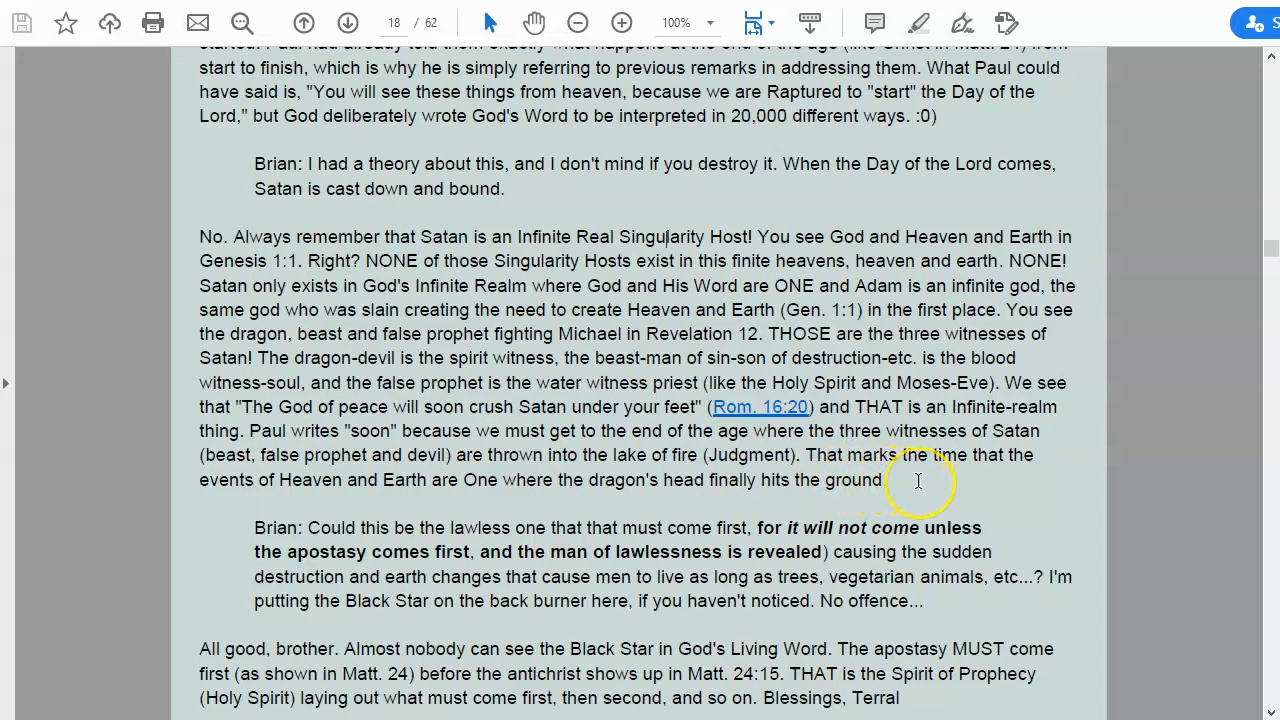 18 / 62
100%
started! Paul had already told them exactly what happens at the end of the age (like Christ in Matt. 24) from
start to finish, which is why he is simply referring to previous remarks in addressing them. What Paul could
have said is, "You will see these things from heaven, because we are Raptured to "start" the Day of the
Lord," but God deliberately wrote God's Word to be interpreted in 20,000 different ways. :0)
Brian: I had a theory about this, and I don't mind if you destroy it. When the Day of the Lord comes,
Satan is cast down and bound.
No. Always remember that Satan is an Infinite Real Singularity Host! You see God and Heaven and Earth in
Genesis 1:1. Right? NONE of those Singularity Hosts exist in this finite heavens, heaven and earth. NONE!
Satan only exists in God's Infinite Realm where God and His Word are ONE and Adam is an infinite god, the
same god who was slain creating the need to create Heaven and Earth (Gen. 1:1) in the first place. You see
the dragon, beast and false prophet fighting Michael in Revelation 12. THOSE are the three witnesses of
Satan! The dragon-devil is the spirit witness, the beast-man of sin-son of destruction-etc. is the blood
witness-soul, and the false prophet is the water witness priest (like the Holy Spirit and Moses-Eve). We see
that "The God of peace will soon crush Satan under your feet" (Rom. 16:20) and THAT is an Infinite-realm
thing. Paul writes "soon" because we must get to the end of the age where the three witnesses of Satan
(beast, false prophet and devil) are thrown into the lake of fire (Judgment). That marks the time that the
events of Heaven and Earth are One where the dragon's head finally hits the ground.
Brian: Could this be the lawless one that that must come first, for it will not come unless
the apostasy comes first, and the man of lawlessness is revealed) causing the sudden
destruction and earth changes that cause men to live as long as trees, vegetarian animals, etc...? I'm
putting the Black Star on the back burner here, if you haven't noticed. No offence...
All good, brother. Almost nobody can see the Black Star in God's Living Word. The apostasy MUST come
first (as shown in Matt. 24) before the antichrist shows up in Matt. 24:15. THAT is the Spirit of Prophecy
(Holy Spirit) laying out what must come first, then second, and so on. Blessings, Terral